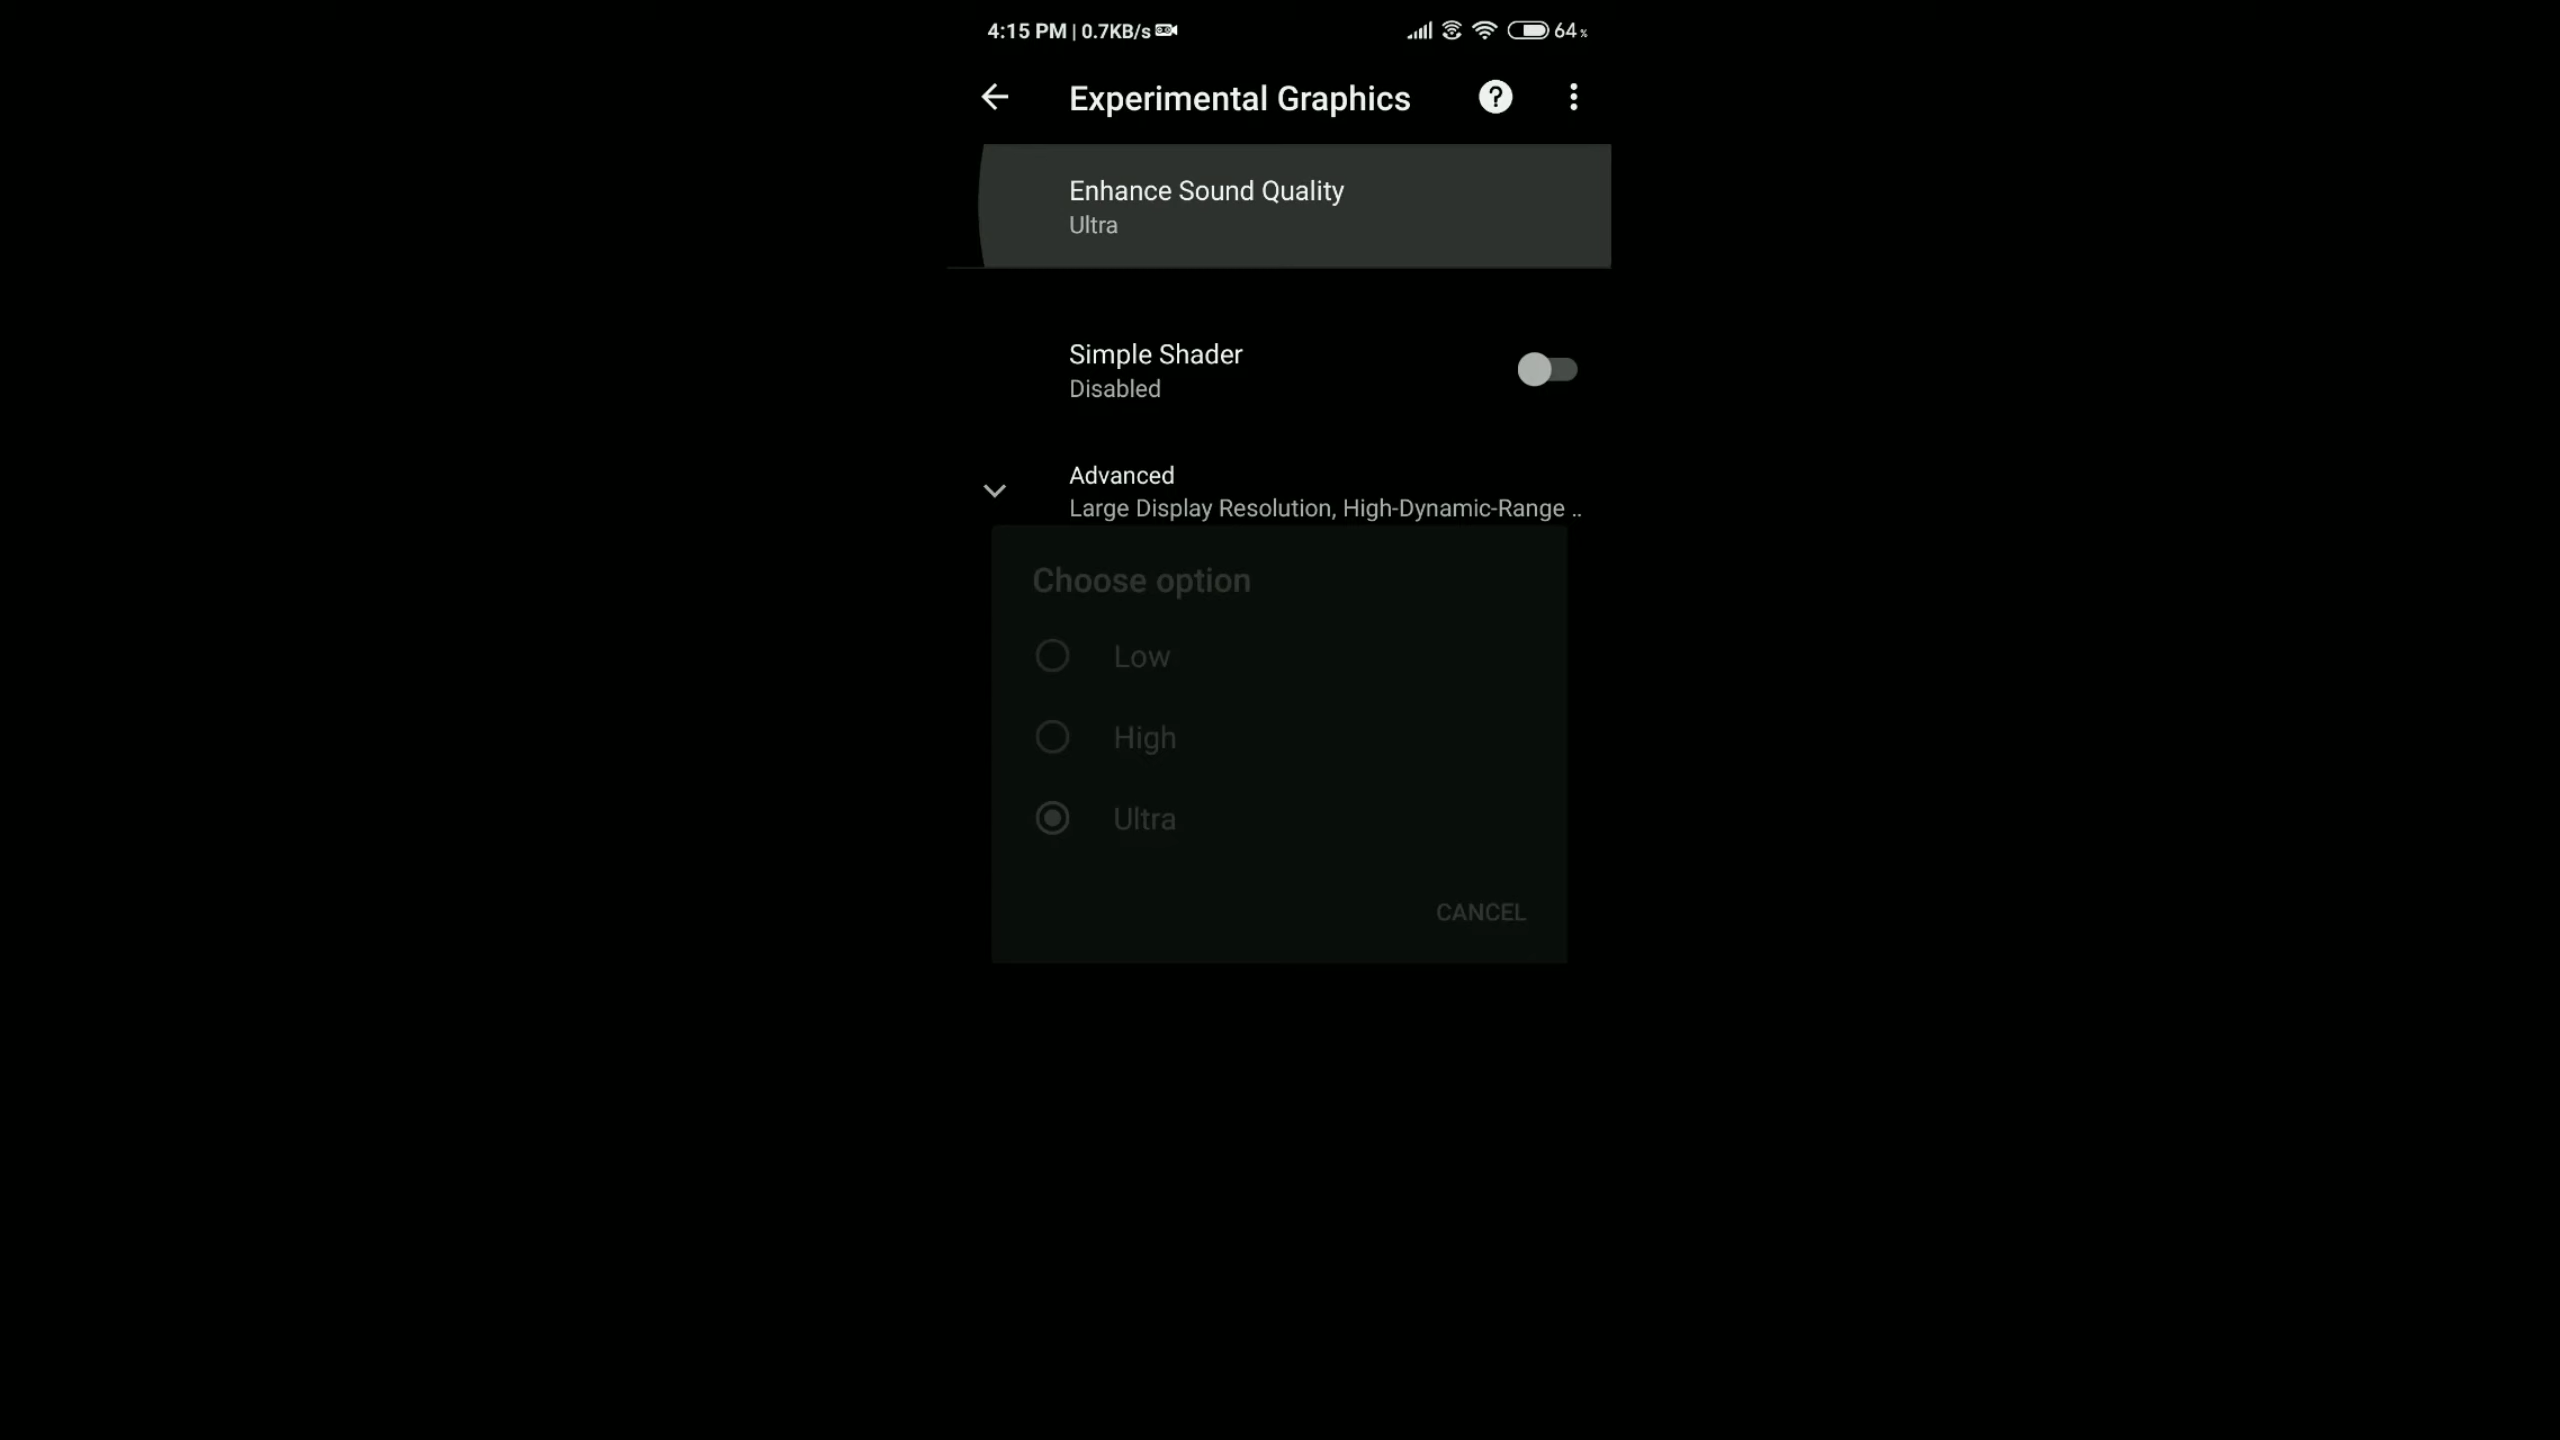 4:15 PM | 0.7KB/s 64%
Experimental Graphics
Enhance Sound Quality
Ultra
Simple Shader
Disabled
Advanced
Large Display Resolution, High-Dynamic-Range ..
Choose option
Low
High
Ultra
CANCEL